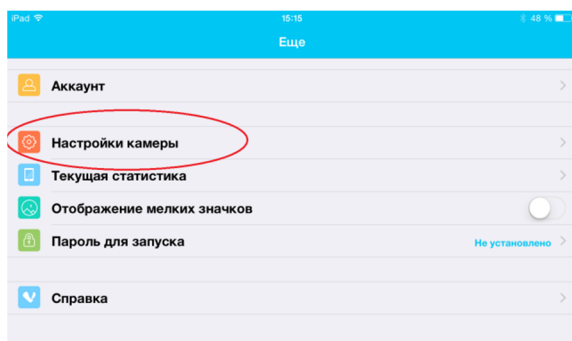 iPad 15:15 48 %
Еще
Аккаунт
Настройки камеры
Текущая статистика
Отображение мелких значков
Пароль для запуска Не установлено
Справка